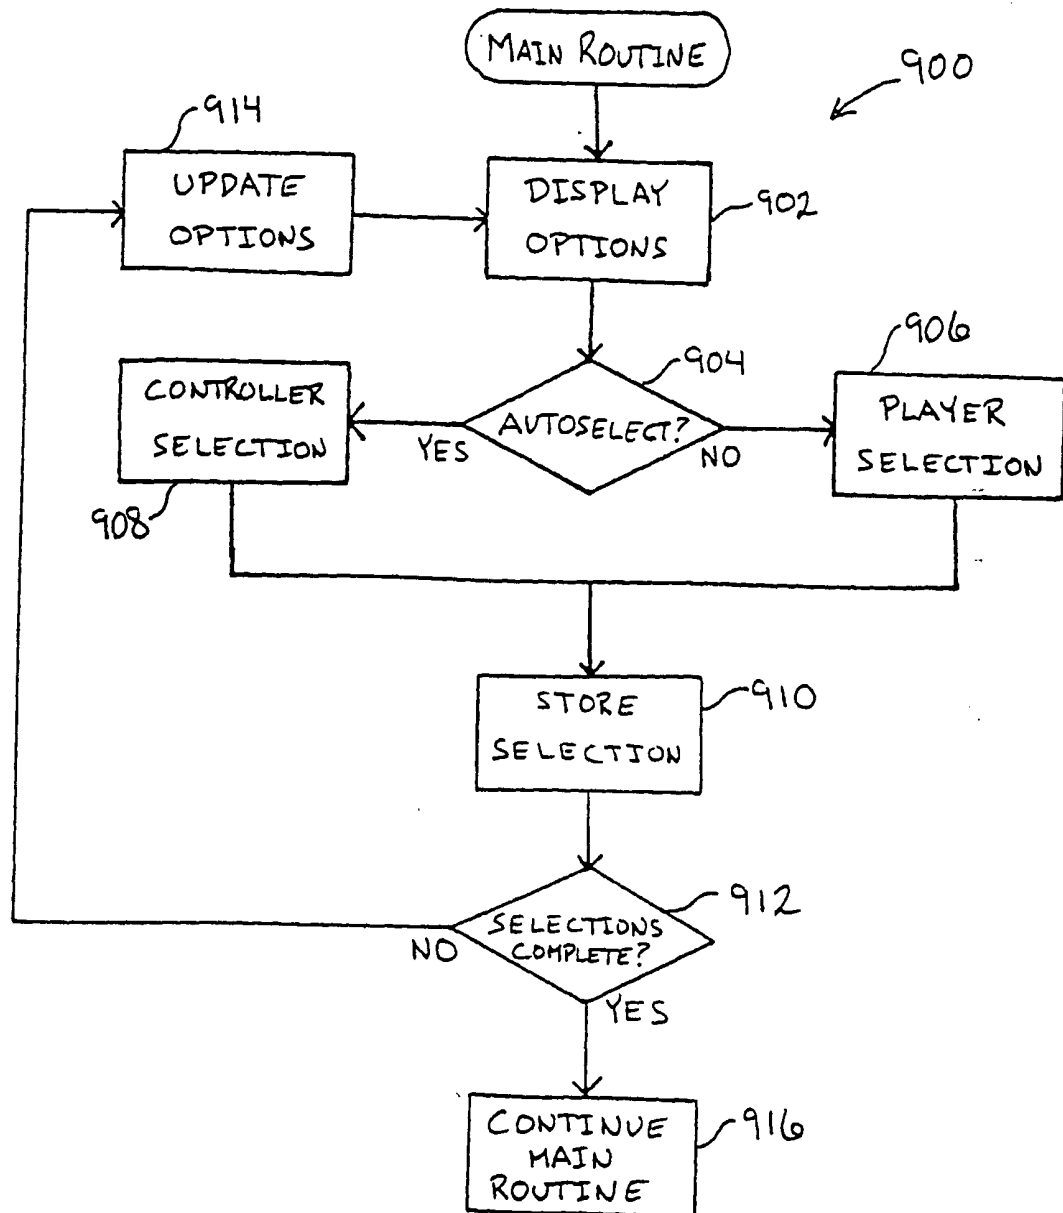 MAIN ROUTINE
900
914
UPDATE
OPTIONS
DISPLAY
OPTIONS
902
904
906
CONTROLLER
SELECTION
AUTOSELECT?
YES
NO
PLAYER
SELECTION
908
STORE
SELECTION
910
912
SELECTIONS
COMPLETE?
NO
YES
CONTINUE
MAIN
ROUTINE
916